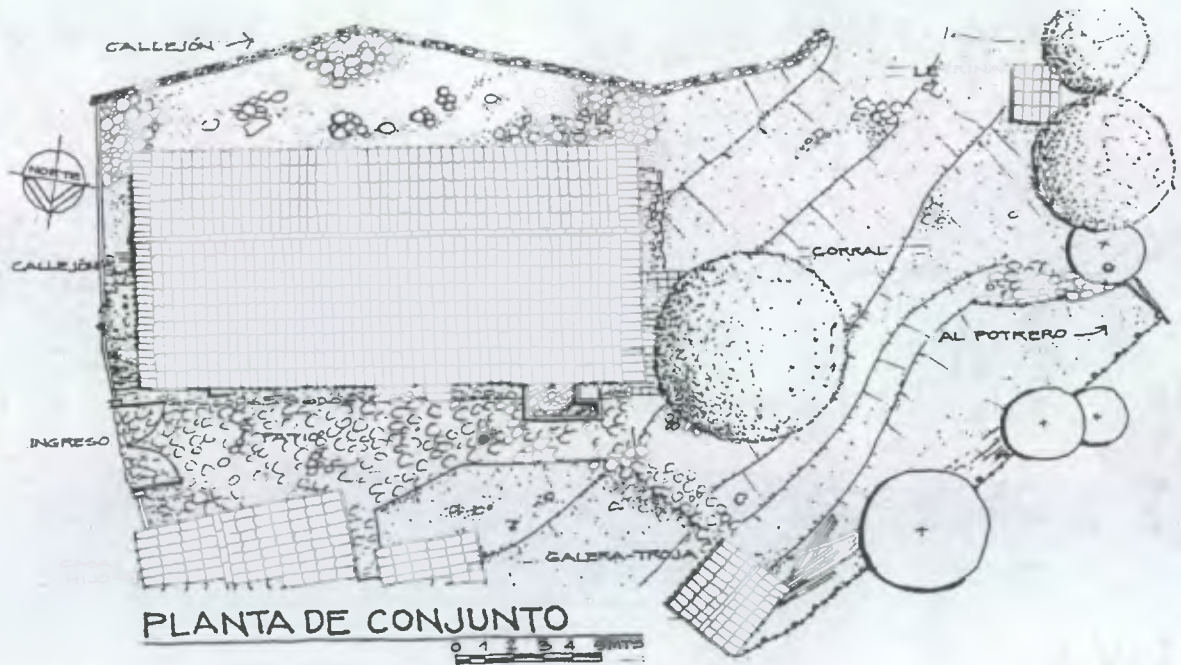 CALLEJÓN →
NORTE
CALLEJÓN
CORRAL
AL POTRERO →
INGRESO
PATIO
GALERA-TROJA
PLANTA DE CONJUNTO
0 1 2 3 4 5MTS